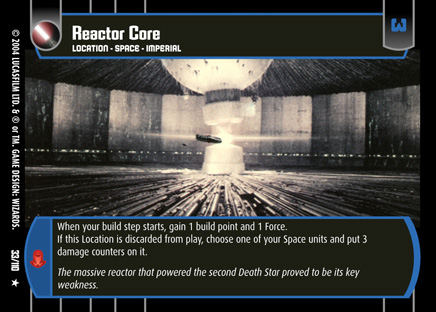 Reactor Core
LOCATION - SPACE - IMPERIAL
3
When your build step starts, gain 1 build point and 1 Force.
If this Location is discarded from play, choose one of your Space units and put 3
damage counters on it.
The massive reactor that powered the second Death Star proved to be its key
weakness.
© 2004 LUCASFILM LTD. & ® or TM. GAME DESIGN: WIZARDS.
33/110 ★